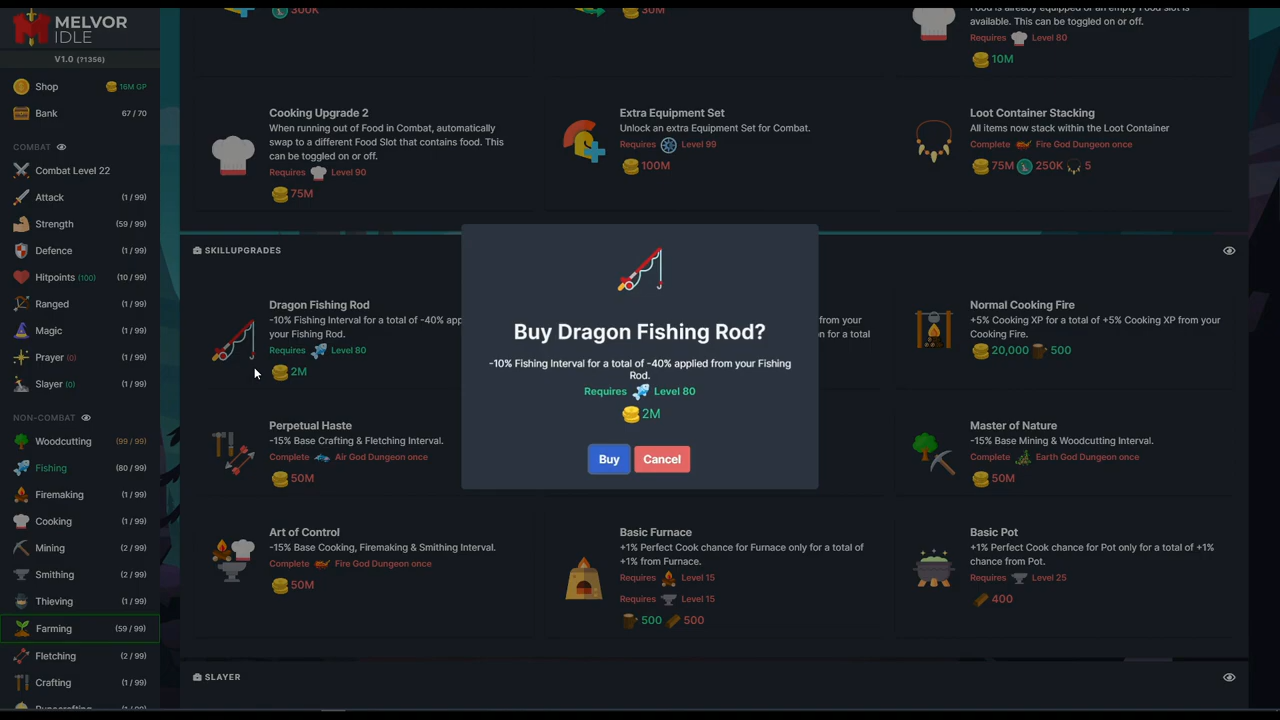 MELVOR
IDLE
V1.0 (?1356)
Shop
16M GP
Bank
67 / 70
COMBAT
Combat Level 22
Attack
(1 / 99)
Strength
(59 / 99)
Defence
(1 / 99)
Hitpoints (100)
(10 / 99)
Ranged
(1 / 99)
Magic
(1 / 99)
Prayer (0)
(1 / 99)
Slayer (0)
(1 / 99)
NON-COMBAT
Woodcutting
(99 / 99)
Fishing
(80 / 99)
Firemaking
(1 / 99)
Cooking
(1 / 99)
Mining
(2 / 99)
Smithing
(2 / 99)
Thieving
(1 / 99)
Farming
(59 / 99)
Fletching
(2 / 99)
Crafting
(1 / 99)
300K
30M
Food is already equipped or an empty Food slot is
available. This can be toggled on or off.
Requires Level 80
10M
Cooking Upgrade 2
When running out of Food in Combat, automatically
swap to a different Food Slot that contains food. This
can be toggled on or off.
Requires Level 90
75M
Extra Equipment Set
Unlock an extra Equipment Set for Combat.
Requires Level 99
100M
Loot Container Stacking
All items now stack within the Loot Container
Complete Fire God Dungeon once
75M 250K 5
SKILLUPGRADES
Dragon Fishing Rod
-10% Fishing Interval for a total of -40% app
your Fishing Rod.
Requires Level 80
2M
from your
on for a total
Normal Cooking Fire
+5% Cooking XP for a total of +5% Cooking XP from your
Cooking Fire.
20,000 500
Buy Dragon Fishing Rod?
-10% Fishing Interval for a total of -40% applied from your Fishing
Rod.
Requires Level 80
2M
Buy
Cancel
Perpetual Haste
-15% Base Crafting & Fletching Interval.
Complete Air God Dungeon once
50M
Master of Nature
-15% Base Mining & Woodcutting Interval.
Complete Earth God Dungeon once
50M
Art of Control
-15% Base Cooking, Firemaking & Smithing Interval.
Complete Fire God Dungeon once
50M
Basic Furnace
+1% Perfect Cook chance for Furnace only for a total of
+1% from Furnace.
Requires Level 15
Requires Level 15
500 500
Basic Pot
+1% Perfect Cook chance for Pot only for a total of +1%
chance from Pot.
Requires Level 25
400
SLAYER